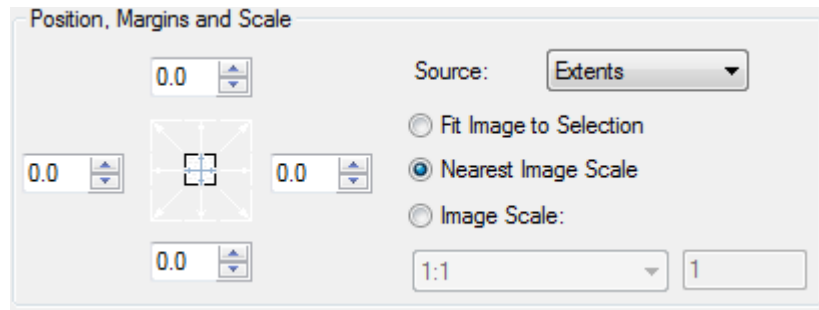 Position, Margins and Scale
0.0
Source: Extents
Fit Image to Selection
0.0 0.0 Nearest Image Scale
Image Scale:
0.0
1:1 1